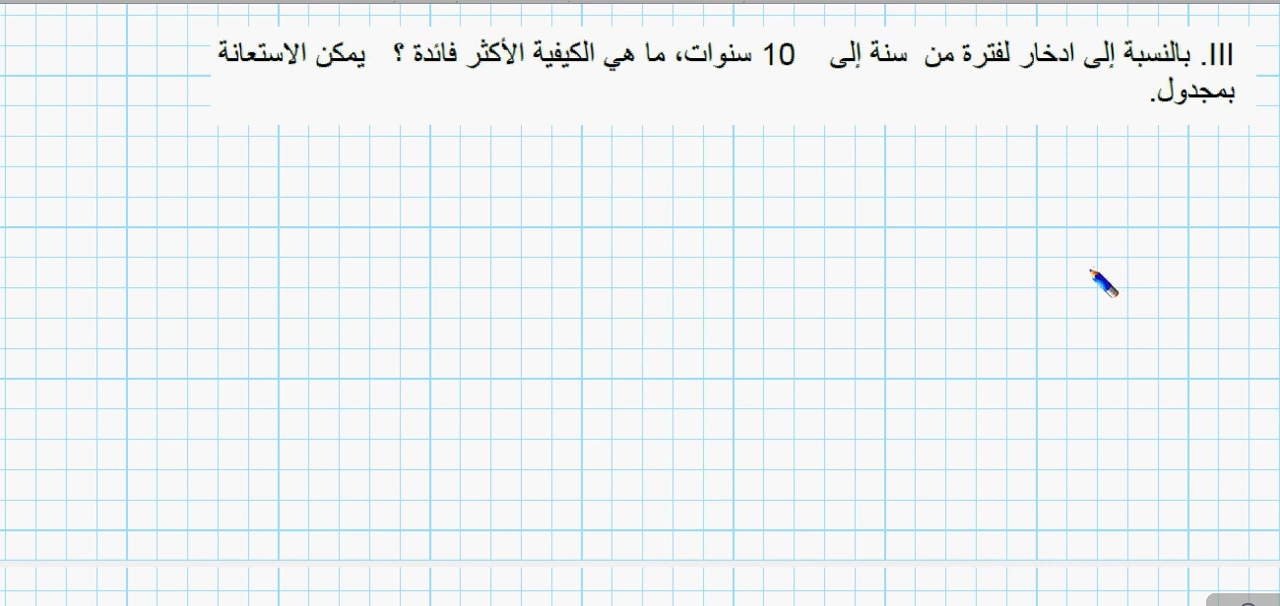 III. بالنسبة إلى ادخار لفترة من سنة إلى 10 سنوات، ما هي الكيفية الأكثر فائدة ؟ يمكن الاستعانة
بمجدول.